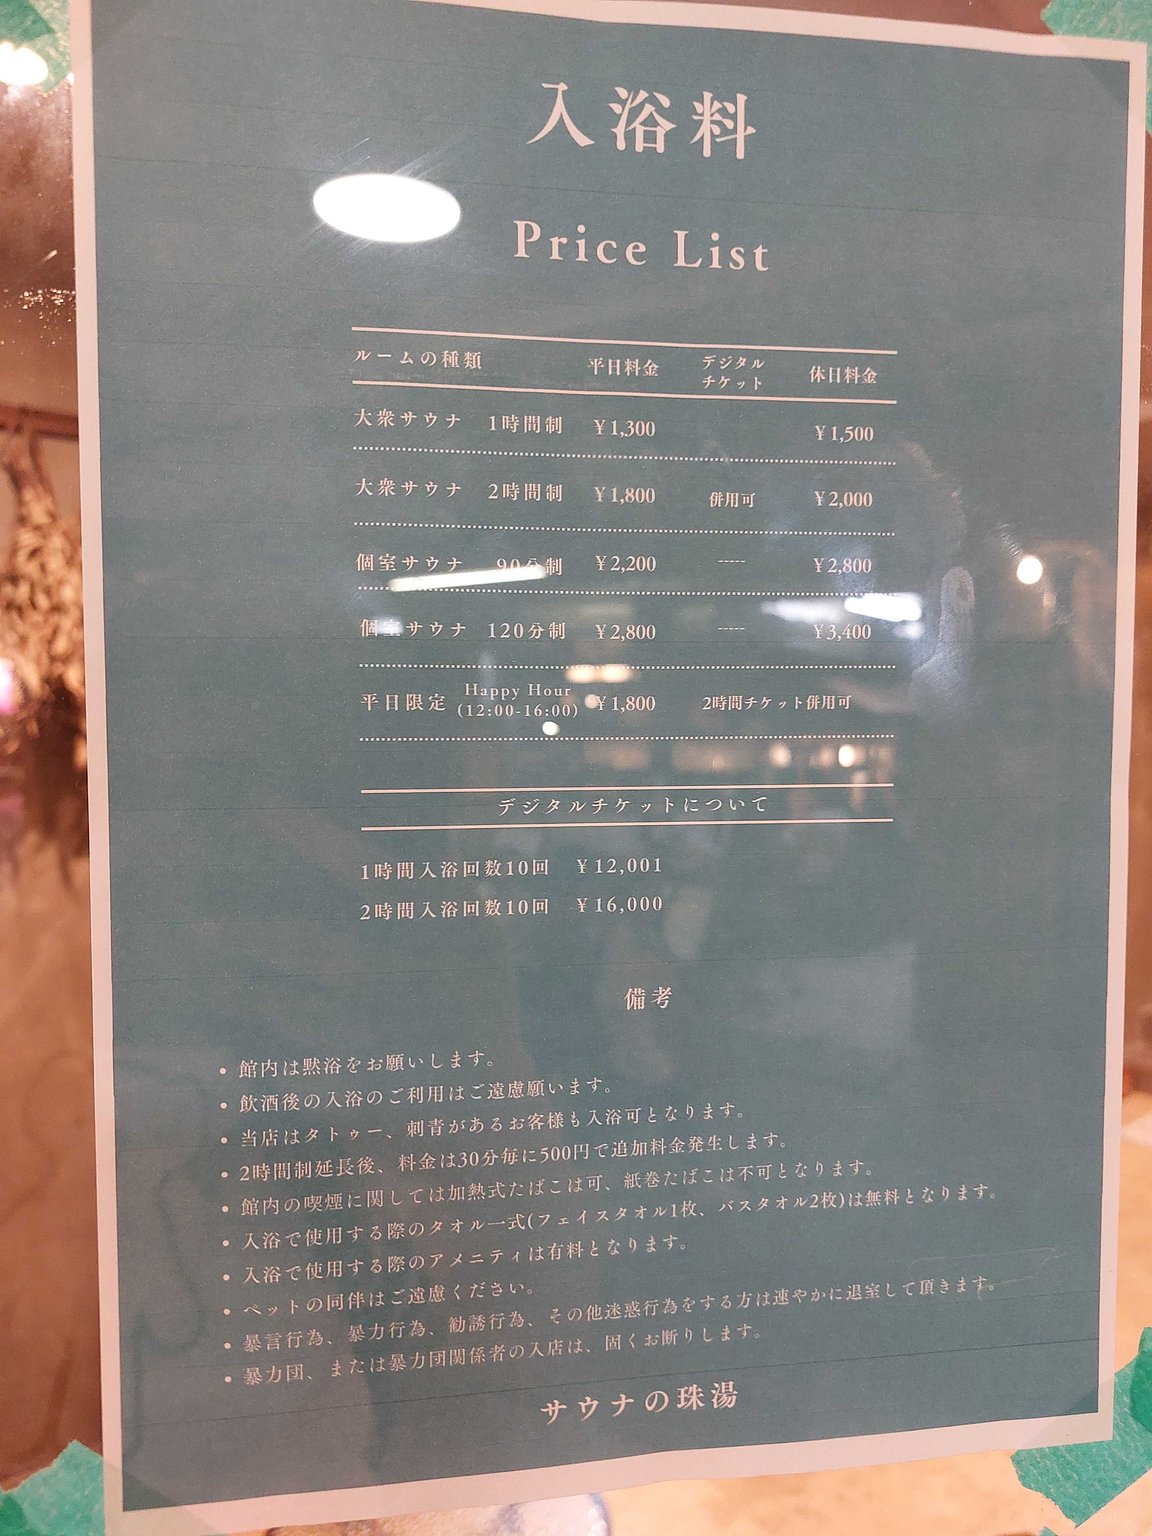 入浴料
Price List
ルームの種類 平日料金 デジタルチケット 休日料金
大衆サウナ 1時間制 ¥1,300 ¥1,500
大衆サウナ 2時間制 ¥1,800 併用可 ¥2,000
個室サウナ 90分制 ¥2,200 ----- ¥2,800
個室サウナ 120分制 ¥2,800 ----- ¥3,400
平日限定 Happy Hour (12:00-16:00) ¥1,800 2時間チケット併用可
デジタルチケットについて
1時間入浴回数10回 ¥12,001
2時間入浴回数10回 ¥16,000
備考
• 館内は黙浴をお願いします。
• 飲酒後の入浴のご利用はご遠慮願います。
• 当店はタトゥー、刺青があるお客様も入浴可となります。
• 2時間制延長後、料金は30分毎に500円で追加料金発生します。
• 館内の喫煙に関しては加熱式たばこは可、紙巻たばこは不可となります。
• 入浴で使用する際のタオル一式(フェイスタオル1枚、バスタオル2枚)は無料となります。
• 入浴で使用する際のアメニティは有料となります。
• ペットの同伴はご遠慮ください。
• 暴言行為、暴力行為、勧誘行為、その他迷惑行為をする方は速やかに退室して頂きます。
• 暴力団、または暴力団関係者の入店は、固くお断りします。
サウナの珠湯